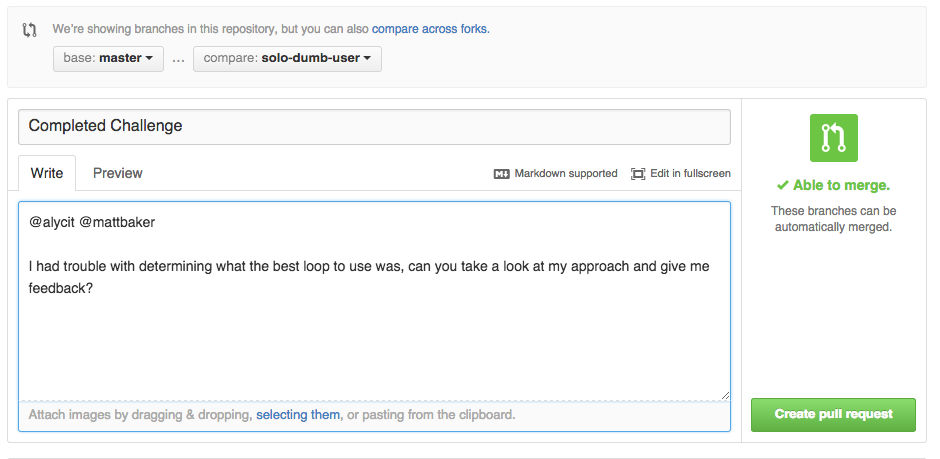 We're showing branches in this repository, but you can also compare across forks.
base: master ... compare: solo-dumb-user
Completed Challenge
Write Preview Markdown supported Edit in fullscreen
@alycit @mattbaker
I had trouble with determining what the best loop to use was, can you take a look at my approach and give me
feedback?
Attach images by dragging & dropping, selecting them, or pasting from the clipboard.
Able to merge.
These branches can be
automatically merged.
Create pull request